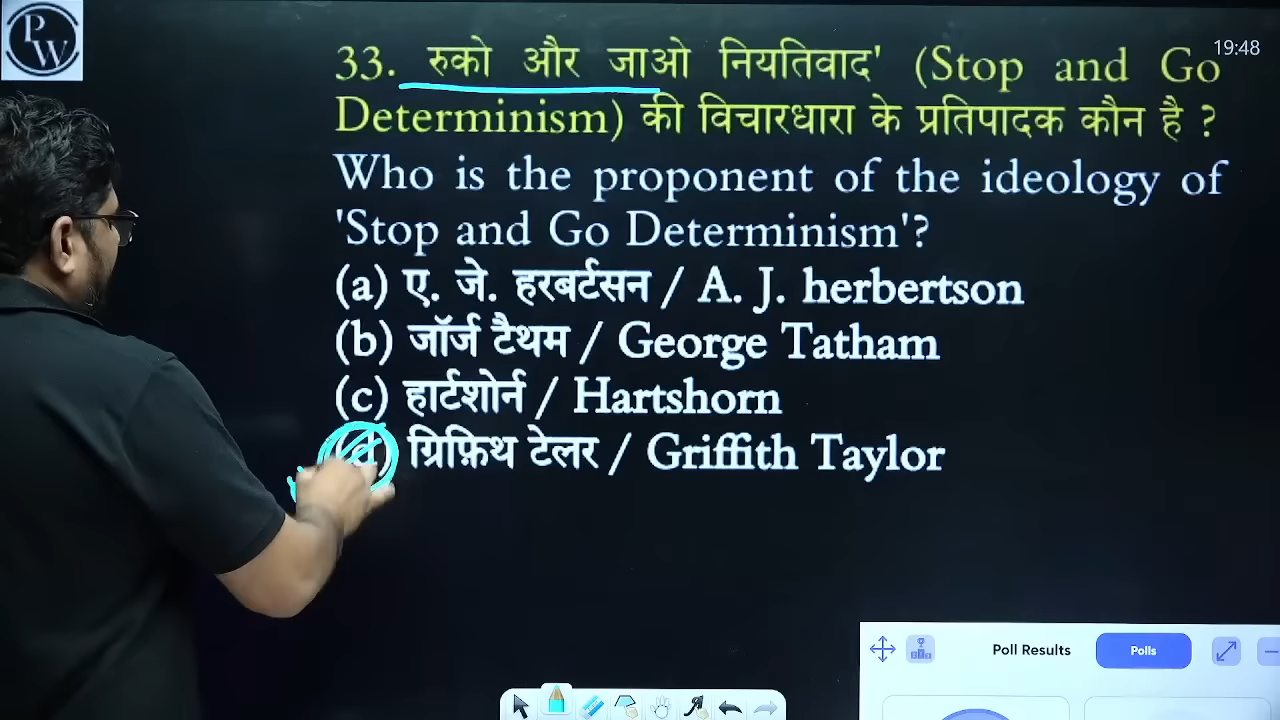 PW
19:48
33. रुको और जाओ नियतिवाद' (Stop and Go
Determinism) की विचारधारा के प्रतिपादक कौन है ?
Who is the proponent of the ideology of
'Stop and Go Determinism'?
(a) ए. जे. हरबर्टसन / A. J. herbertson
(b) जॉर्ज टैथम / George Tatham
(c) हार्टशोर्न / Hartshorn
(d) ग्रिफ़िथ टेलर / Griffith Taylor
Poll Results
Polls